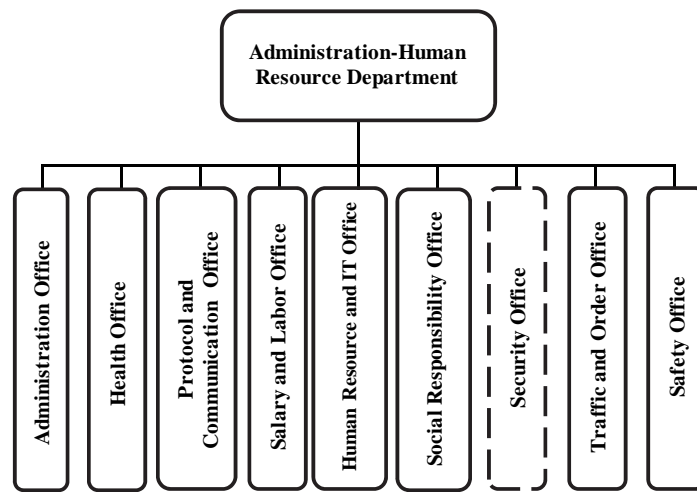 Administration-Human
Resource Department
Administration Office
Health Office
Protocol and
Communication Office
Salary and Labor Office
Human Resource and IT Office
Social Responsibility Office
Security Office
Traffic and Order Office
Safety Office